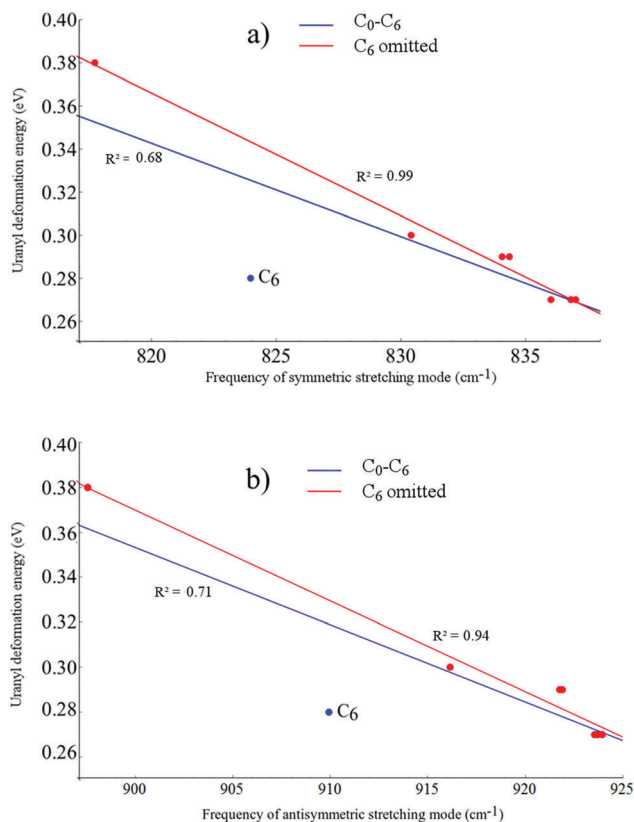 0.40
a)
C₀-C₆
C₆ omitted
0.38
0.36
0.34
R² = 0.68
R² = 0.99
0.32
0.30
0.28
C₆
0.26
Uranyl deformation energy (eV)
820 825 830 835
Frequency of symmetric stretching mode (cm⁻¹)
0.40
b)
C₀-C₆
C₆ omitted
0.38
0.36
0.34
R² = 0.71
R² = 0.94
0.32
0.30
0.28
C₆
0.26
Uranyl deformation energy (eV)
900 905 910 915 920 925
Frequency of antisymmetric stretching mode (cm⁻¹)